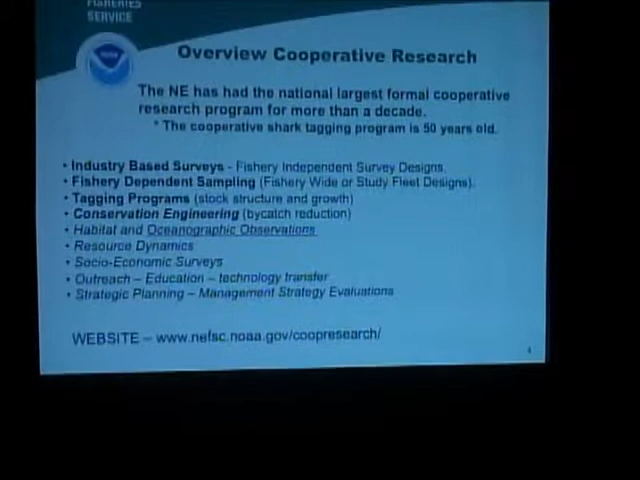 FISHERIES
SERVICE
NOAA
Overview Cooperative Research
The NE has had the national largest formal cooperative
research program for more than a decade.
* The cooperative shark tagging program is 50 years old.
• Industry Based Surveys - Fishery Independent Survey Designs.
• Fishery Dependent Sampling (Fishery Wide or Study Fleet Designs).
• Tagging Programs (stock structure and growth)
• Conservation Engineering (bycatch reduction)
• Habitat and Oceanographic Observations
• Resource Dynamics
• Socio-Economic Surveys
• Outreach – Education – technology transfer
• Strategic Planning – Management Strategy Evaluations
WEBSITE – www.nefsc.noaa.gov/coopresearch/
4